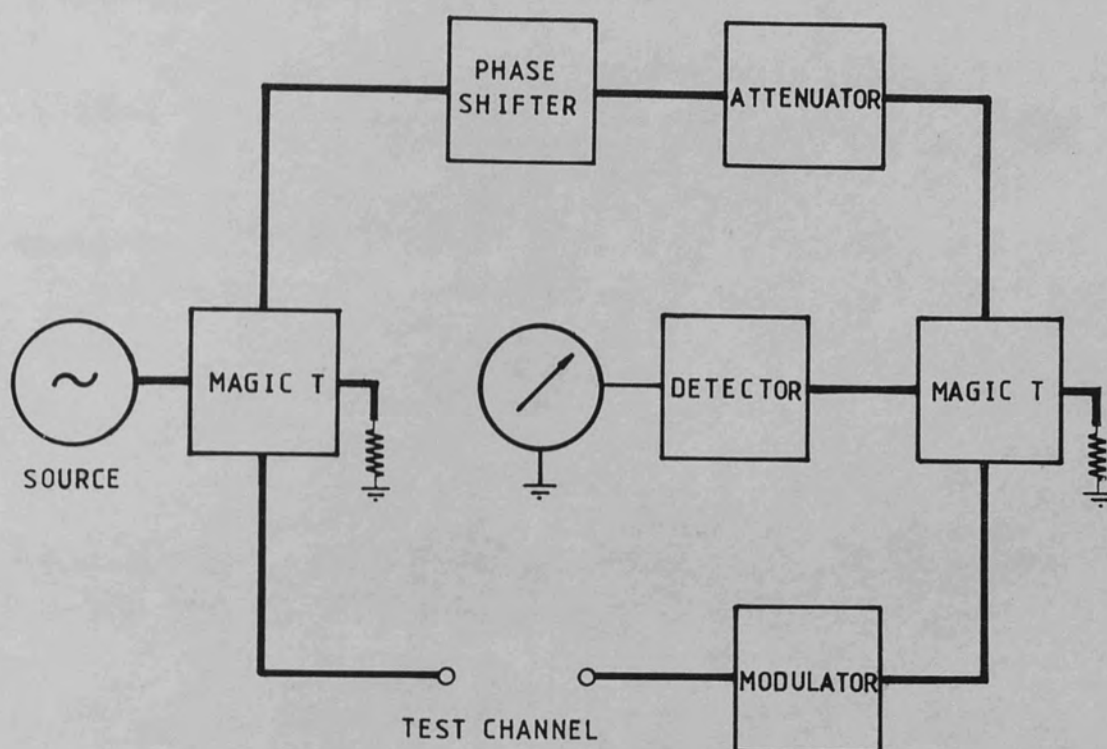 PHASE
SHIFTER
ATTENUATOR
MAGIC T
DETECTOR
MAGIC T
SOURCE
MODULATOR
TEST CHANNEL